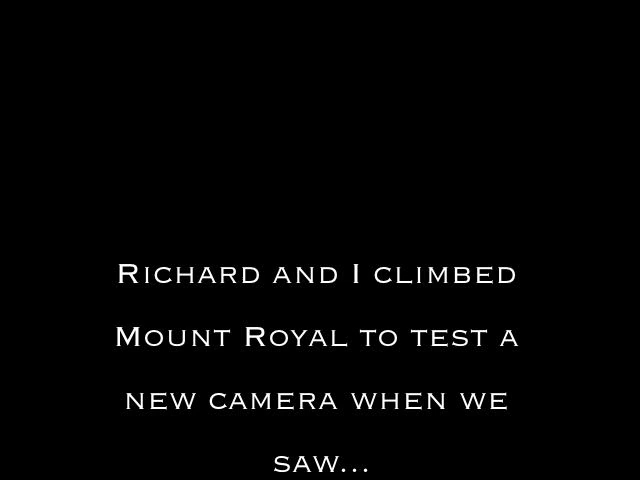 Richard and I climbed
Mount Royal to test a
new camera when we
saw...